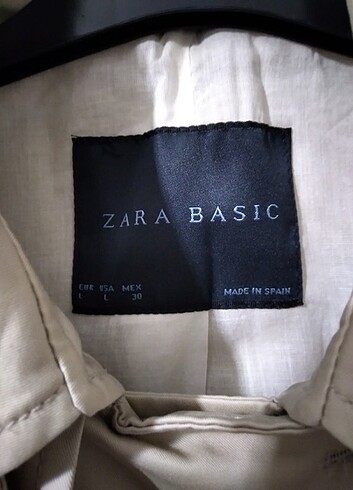 ZARA BASIC
EUR USA MEX
L L 30
MADE IN SPAIN